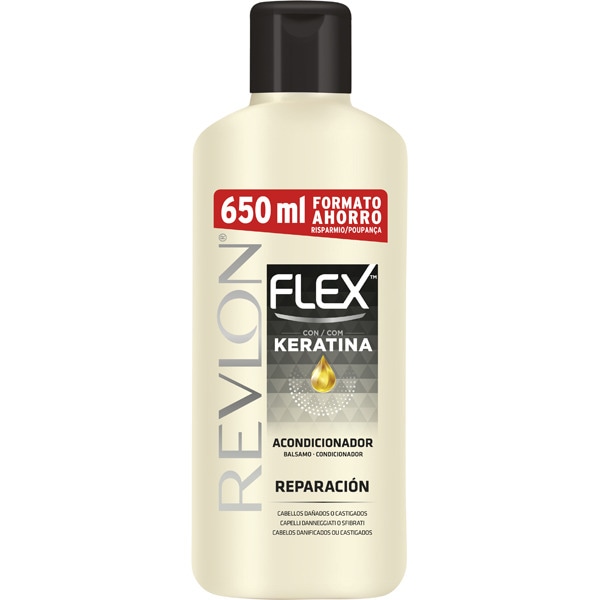 650 ml FORMATO
AHORRO
RISPARMIO/POUPANÇA
REVLON®
FLEX™
CON / COM
KERATINA
ACONDICIONADOR
BALSAMO - CONDICIONADOR
REPARACIÓN
CABELLOS DAÑADOS O CASTIGADOS
CAPELLI DANNEGGIATI O SFIBRATI
CABELOS DANIFICADOS OU CASTIGADOS